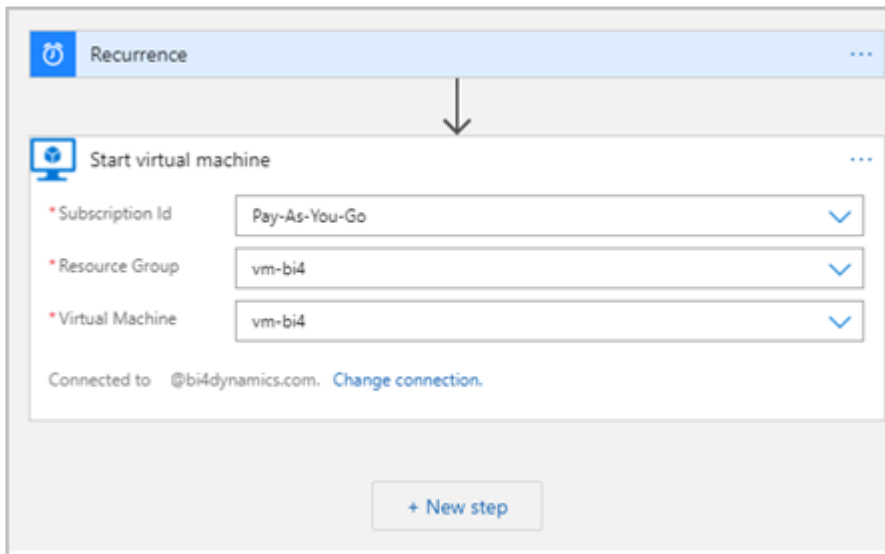 Recurrence
Start virtual machine
*Subscription Id
Pay-As-You-Go
*Resource Group
vm-bi4
*Virtual Machine
vm-bi4
Connected to @bi4dynamics.com. Change connection.
+ New step